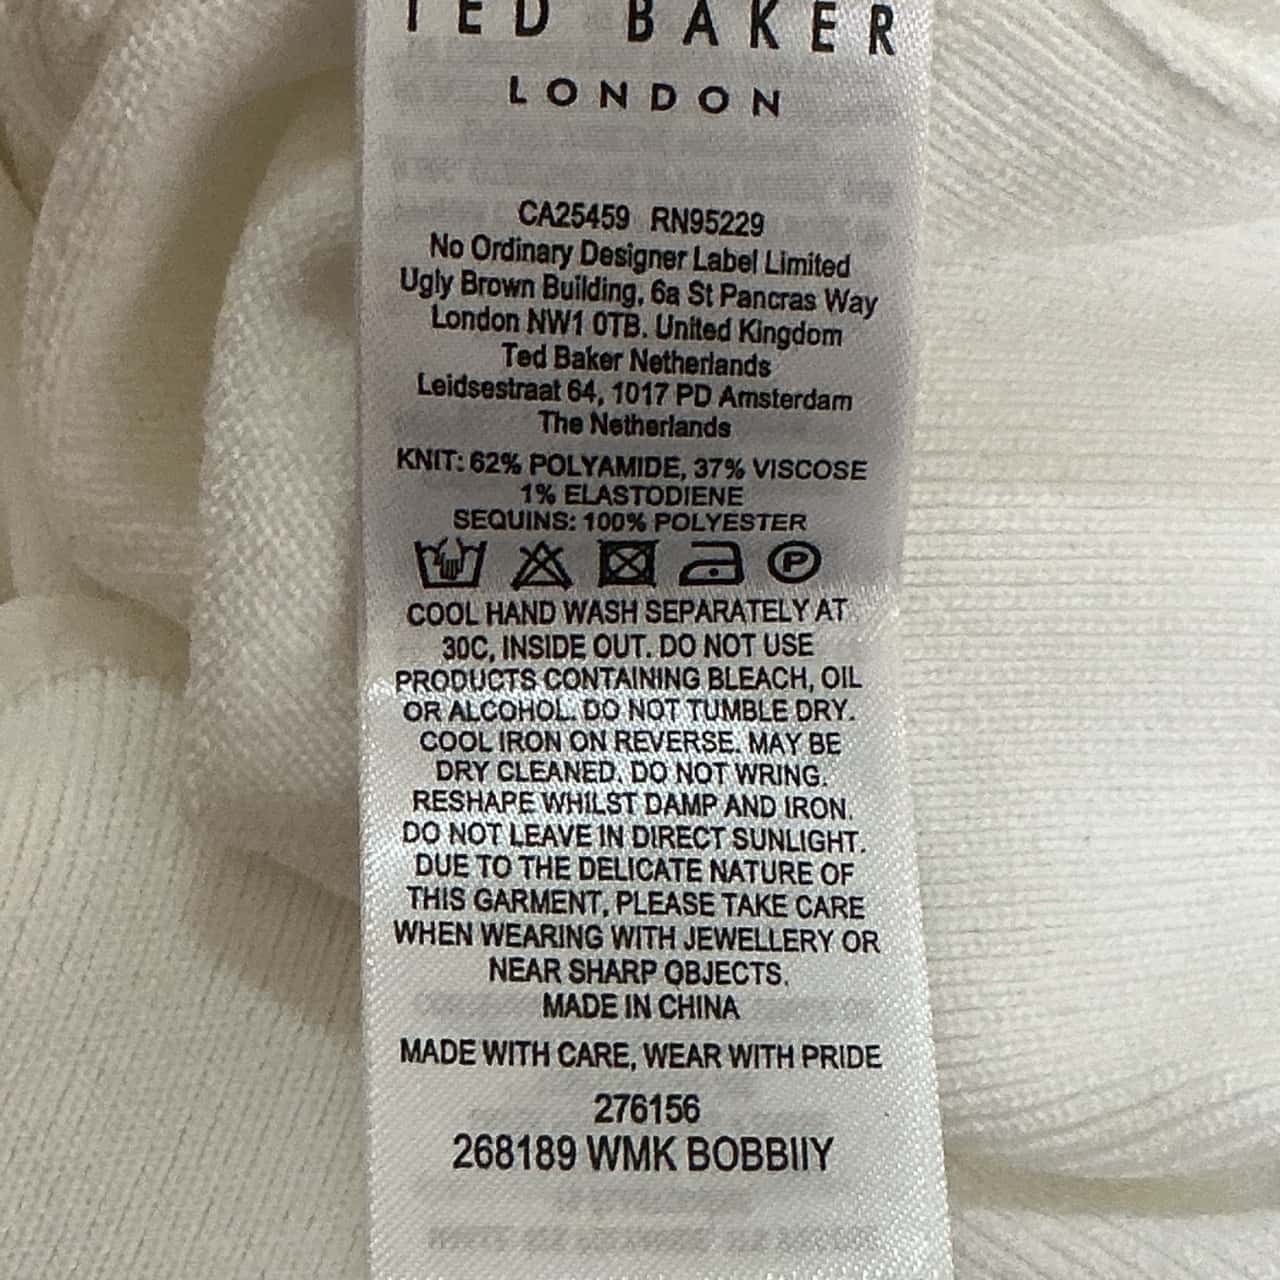 TED BAKER
LONDON
CA25459 RN95229
No Ordinary Designer Label Limited
Ugly Brown Building, 6a St Pancras Way
London NW1 0TB. United Kingdom
Ted Baker Netherlands
Leidsestraat 64, 1017 PD Amsterdam
The Netherlands
KNIT: 62% POLYAMIDE, 37% VISCOSE
1% ELASTODIENE
SEQUINS: 100% POLYESTER
P
COOL HAND WASH SEPARATELY AT
30C, INSIDE OUT. DO NOT USE
PRODUCTS CONTAINING BLEACH, OIL
OR ALCOHOL. DO NOT TUMBLE DRY.
COOL IRON ON REVERSE. MAY BE
DRY CLEANED. DO NOT WRING.
RESHAPE WHILST DAMP AND IRON.
DO NOT LEAVE IN DIRECT SUNLIGHT.
DUE TO THE DELICATE NATURE OF
THIS GARMENT, PLEASE TAKE CARE
WHEN WEARING WITH JEWELLERY OR
NEAR SHARP OBJECTS.
MADE IN CHINA
MADE WITH CARE, WEAR WITH PRIDE
276156
268189 WMK BOBBIIY